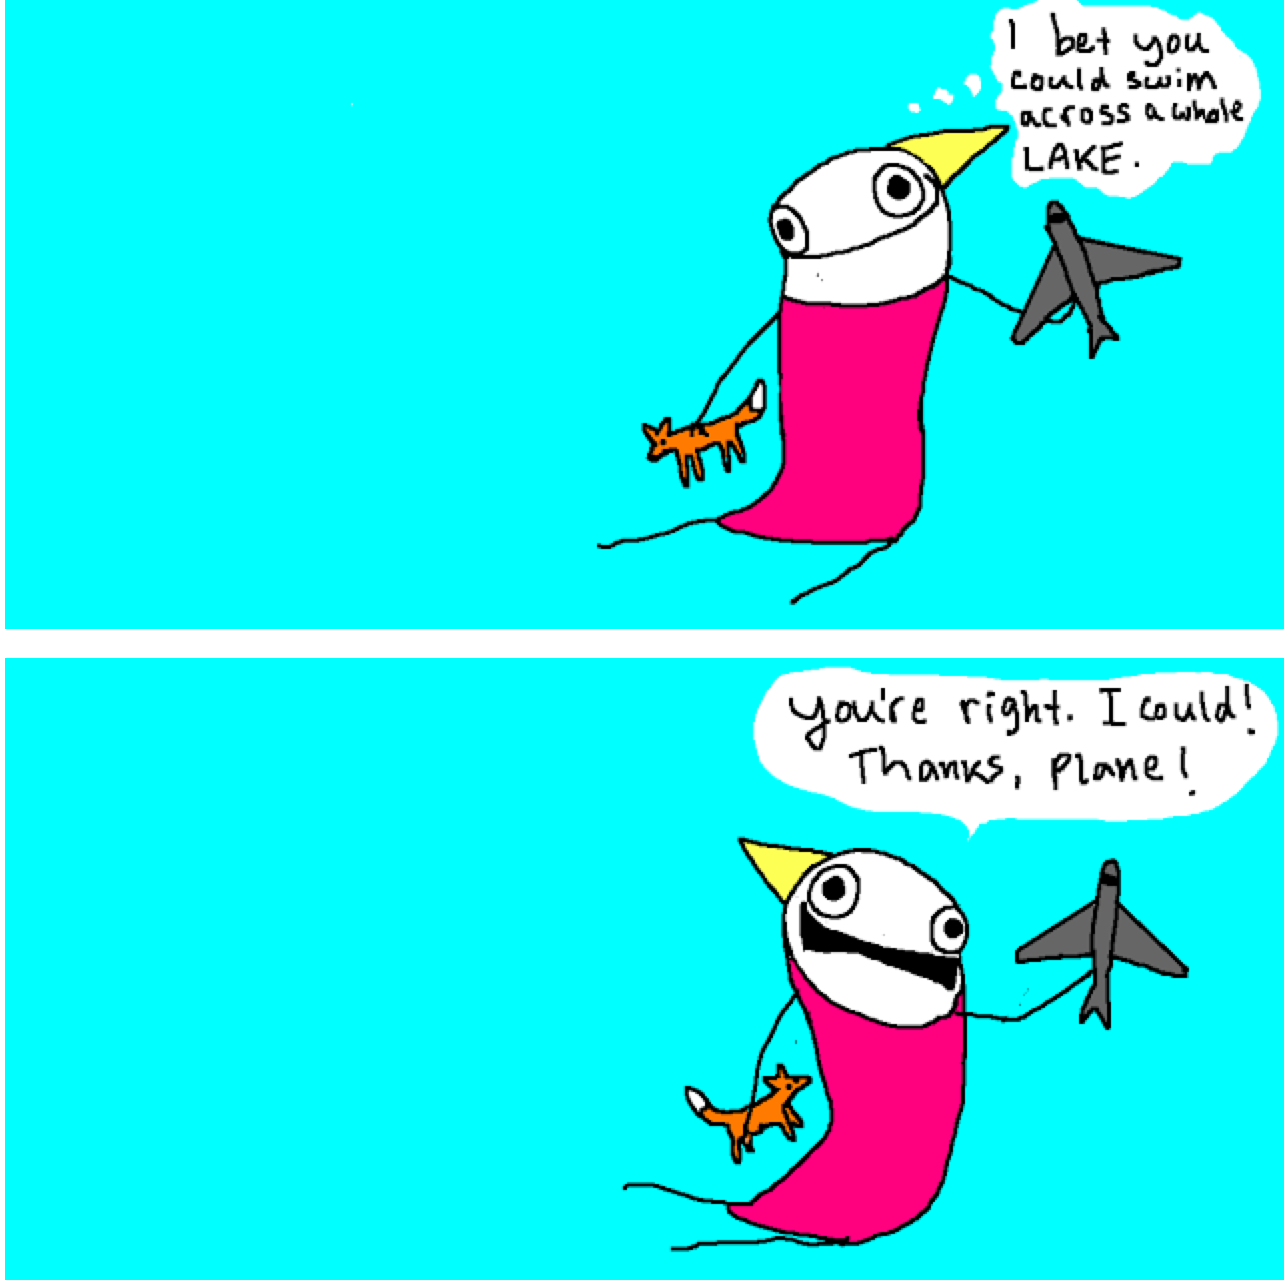 I bet you
could swim
across a whole
LAKE.
You're right. I could!
Thanks, Plane!